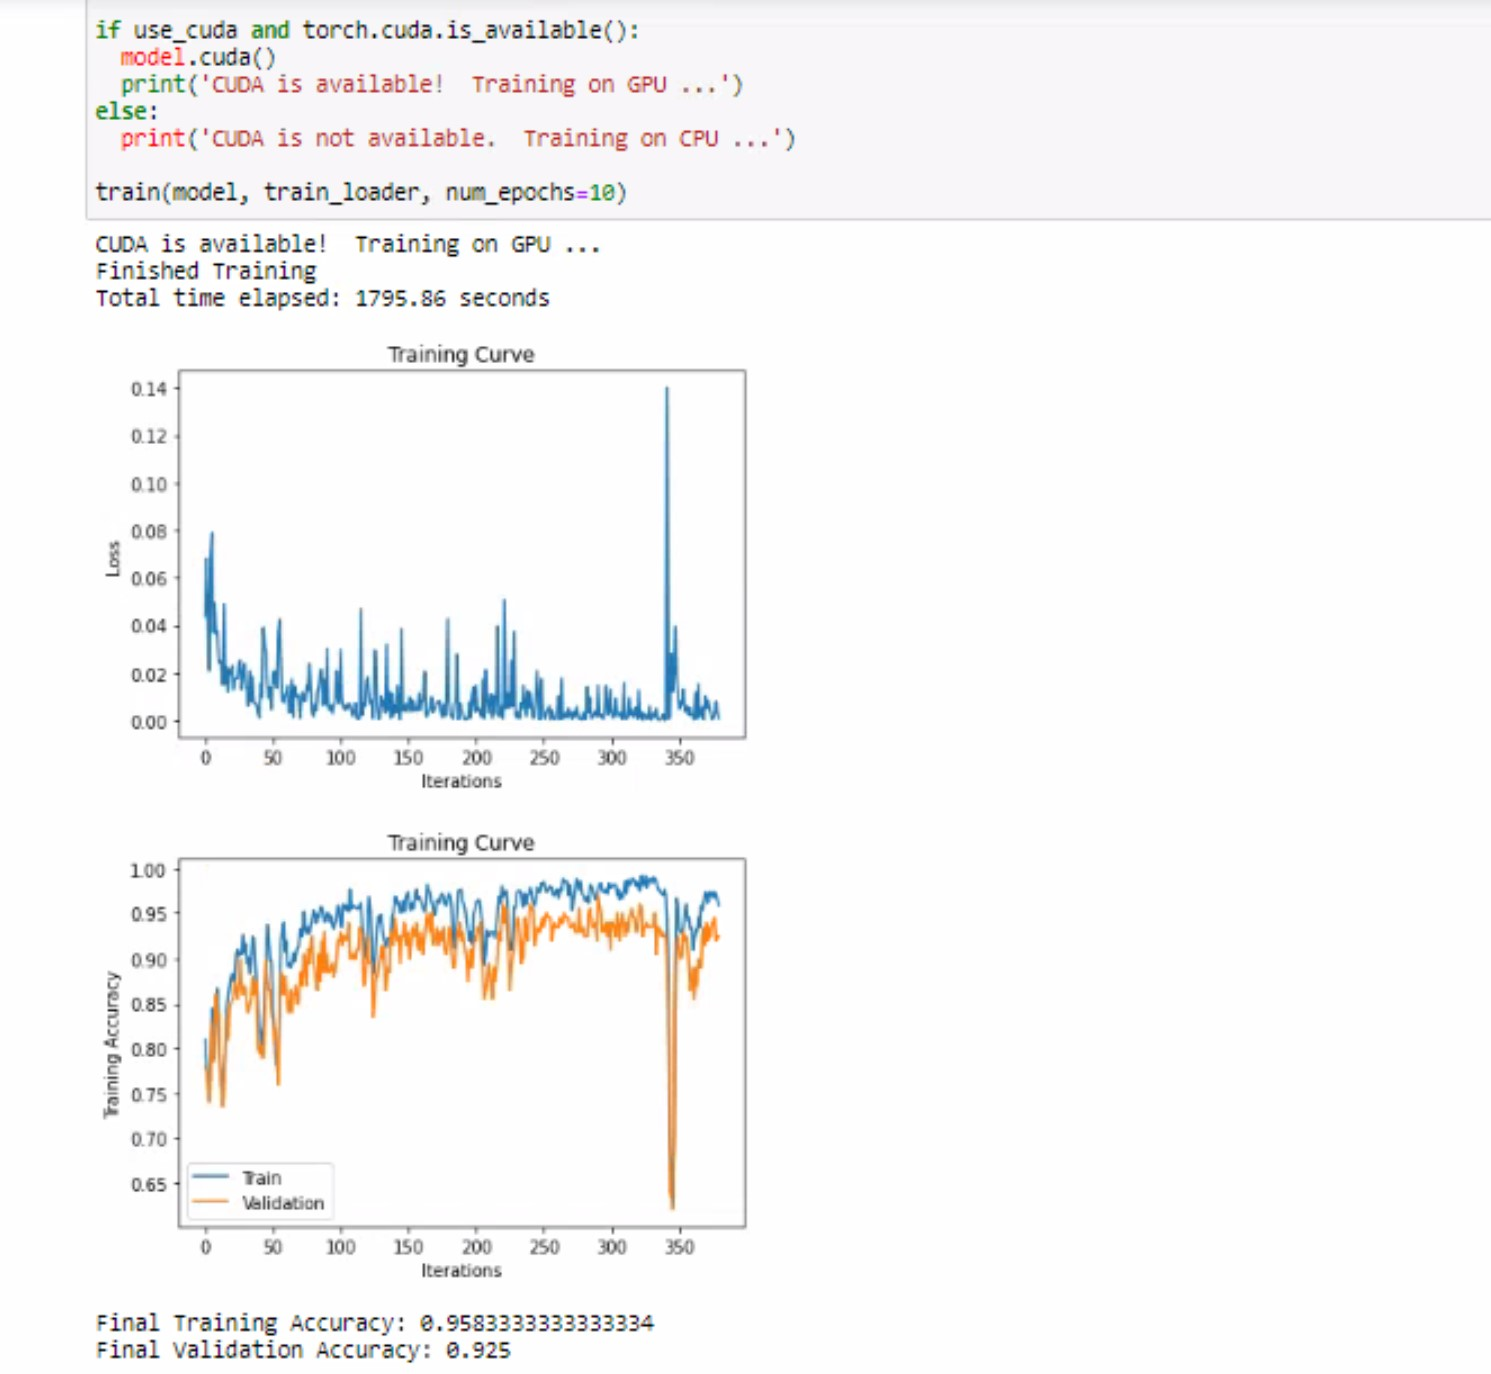 if use_cuda and torch.cuda.is_available():
  model.cuda()
  print('CUDA is available!  Training on GPU ...')
else:
  print('CUDA is not available.  Training on CPU ...')

train(model, train_loader, num_epochs=10)
CUDA is available!  Training on GPU ...
Finished Training
Total time elapsed: 1795.86 seconds
Training Curve
0.14
0.12
0.10
0.08
0.06
0.04
0.02
0.00
Loss
0 50 100 150 200 250 300 350
Iterations
Training Curve
1.00
0.95
0.90
0.85
0.80
0.75
0.70
0.65
Training Accuracy
Train
Validation
0 50 100 150 200 250 300 350
Iterations
Final Training Accuracy: 0.9583333333333334
Final Validation Accuracy: 0.925